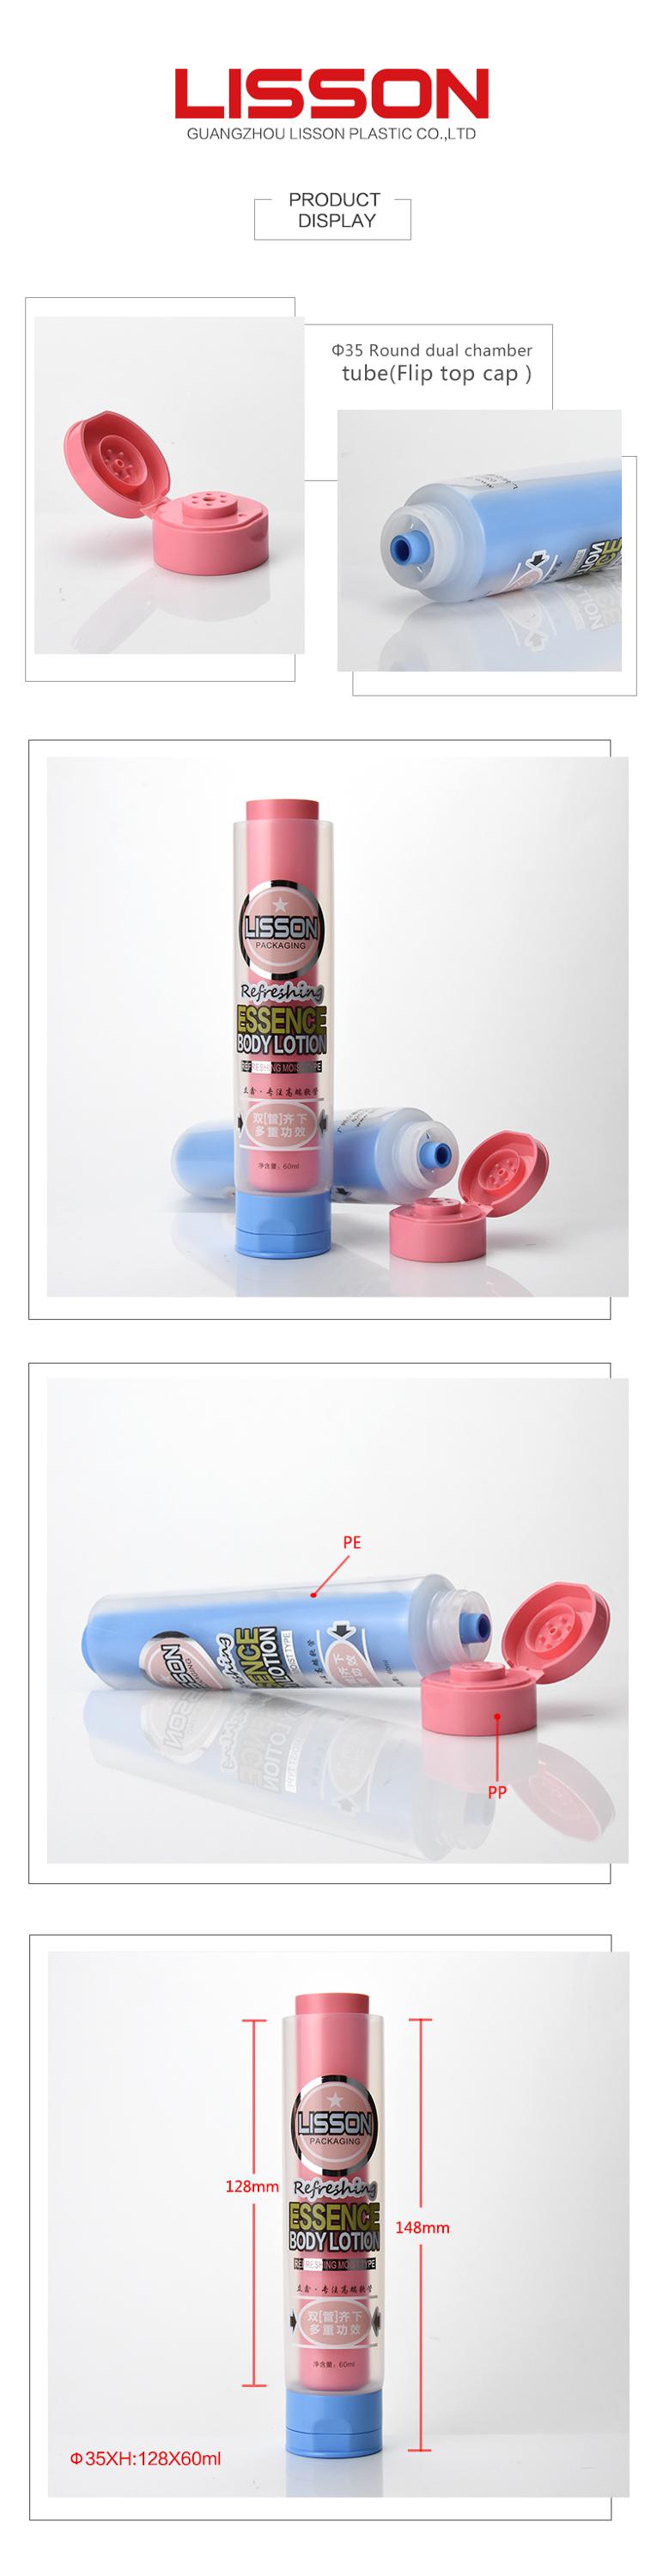 LISSON
GUANGZHOU LISSON PLASTIC CO.,LTD
PRODUCT
DISPLAY
Φ35 Round dual chamber
tube(Flip top cap )
LISSON
PACKAGING
Refreshing
ESSENCE
BODY LOTION
双[管]齐下
多重功效
净含量：60ml
PE
PP
LISSON
PACKAGING
Refreshing
ESSENCE
BODY LOTION
双[管]齐下
多重功效
净含量：60ml
128mm
148mm
Φ35XH:128X60ml